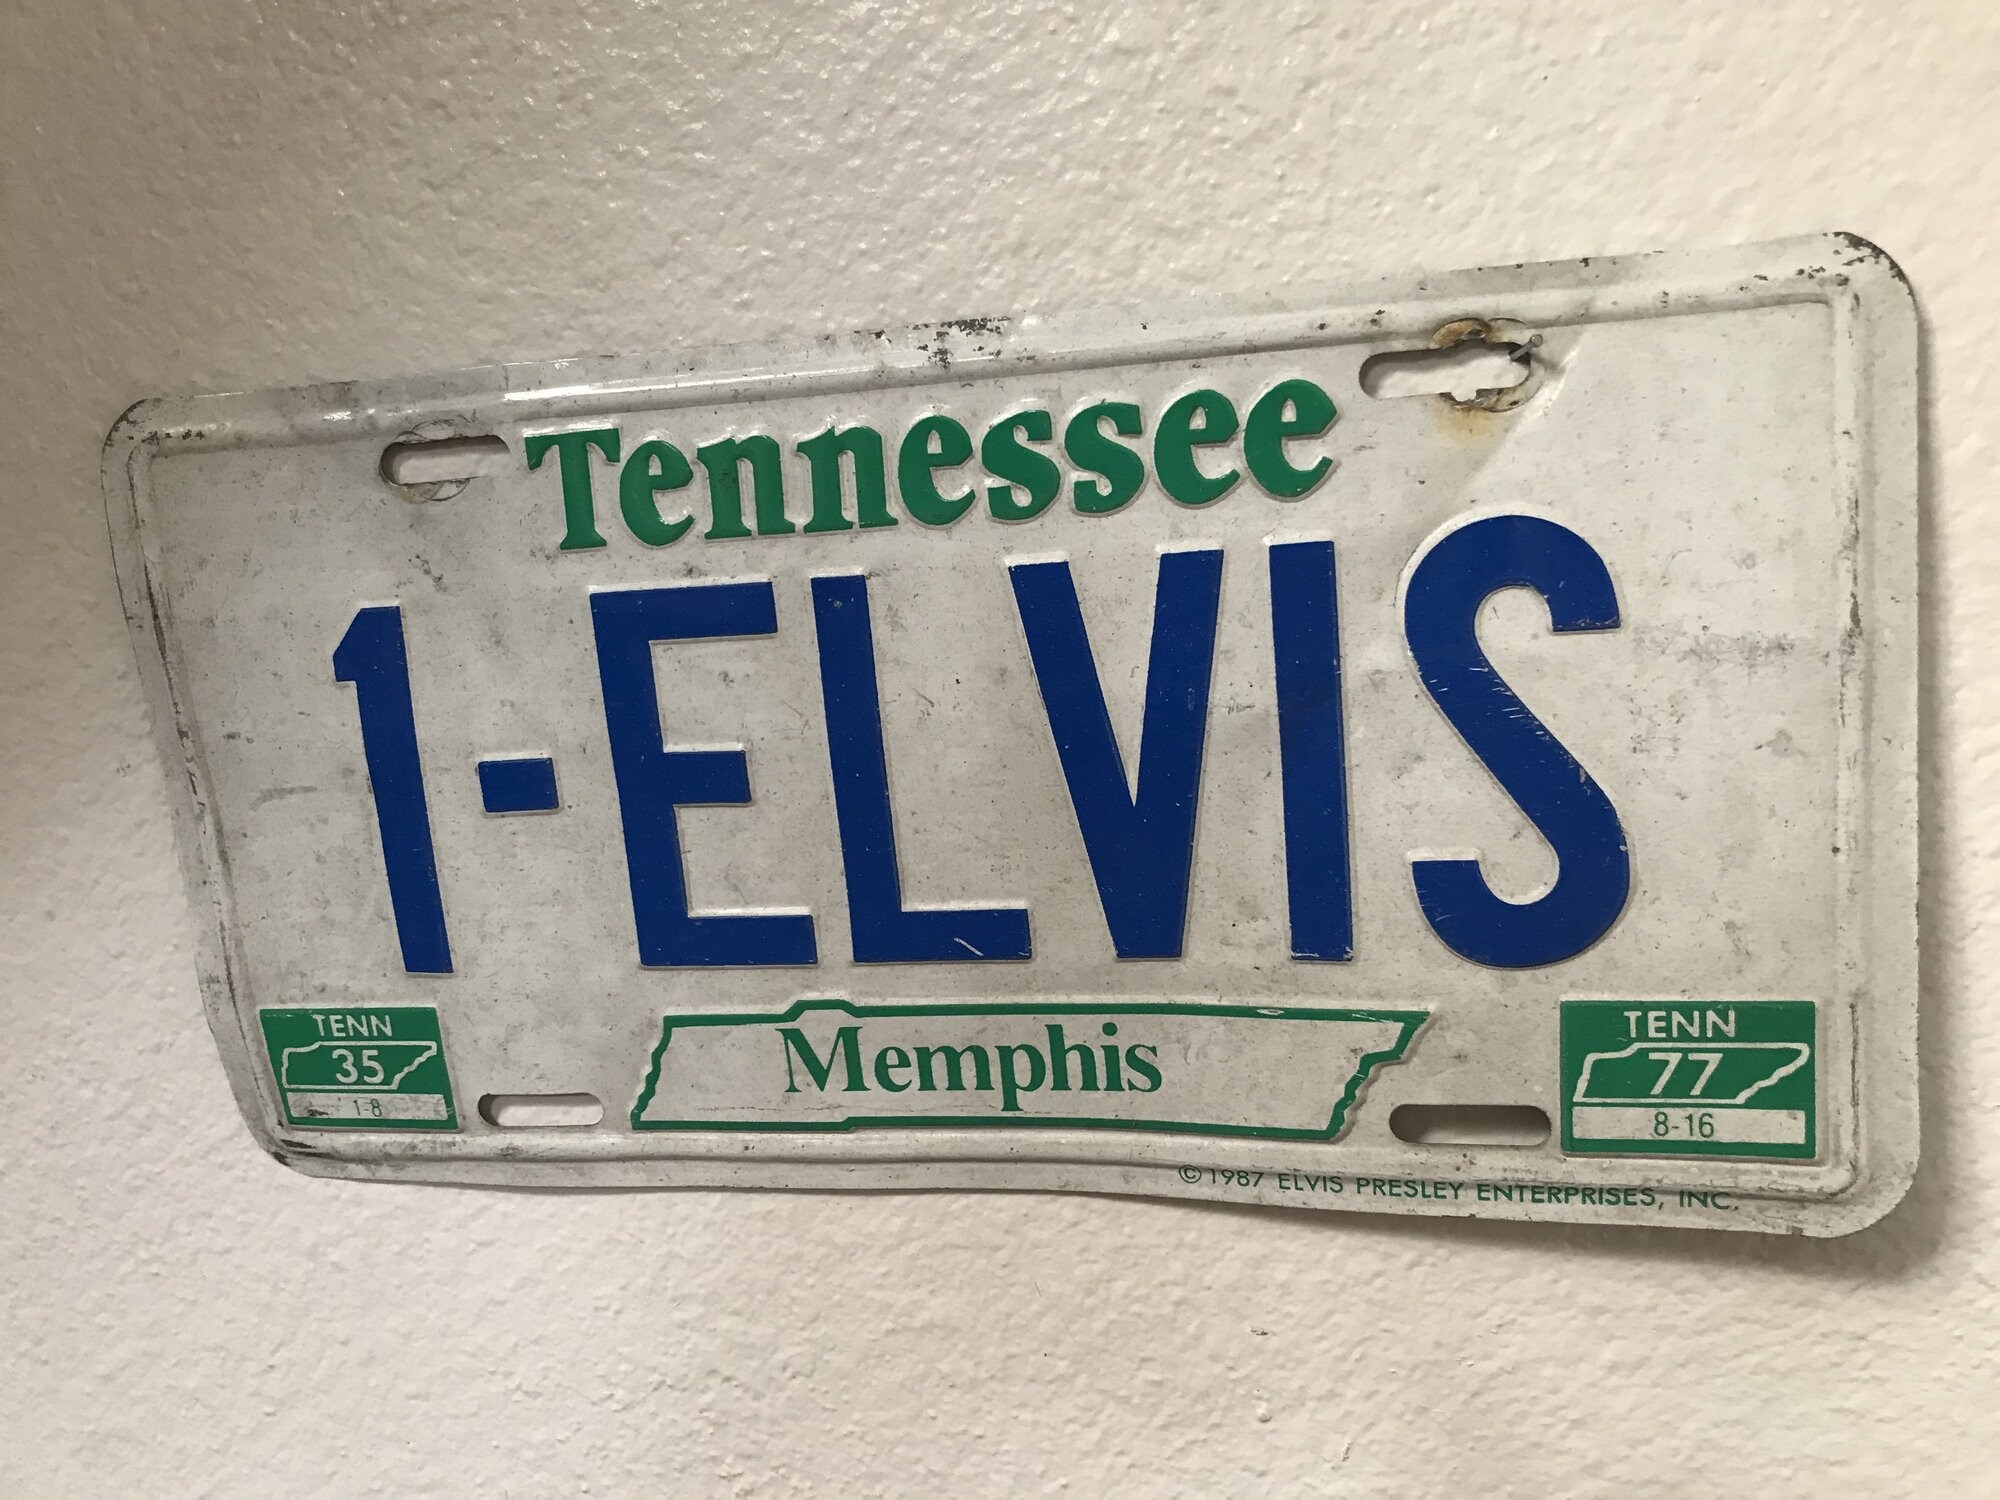 Tennessee
1-ELVIS
TENN
35
1-8
Memphis
TENN
77
8-16
©1987 ELVIS PRESLEY ENTERPRISES, INC.